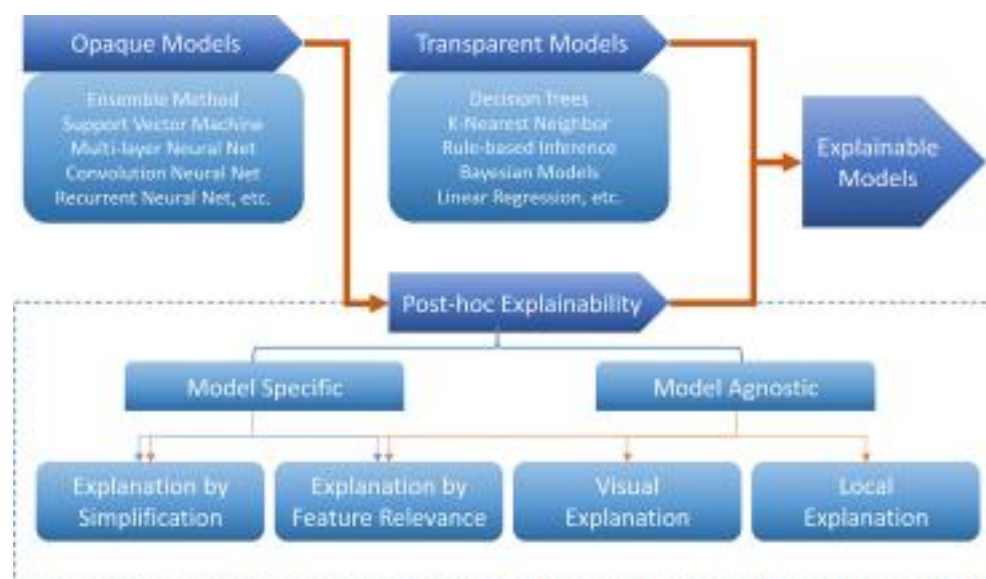 Opaque Models
Ensemble Method
Support Vector Machine
Multi-layer Neural Net
Convolution Neural Net
Recurrent Neural Net, etc.
Transparent Models
Decision Trees
K-Nearest Neighbor
Rule-based Inference
Bayesian Models
Linear Regression, etc.
Explainable
Models
Post-hoc Explainability
Model Specific
Model Agnostic
Explanation by
Simplification
Explanation by
Feature Relevance
Visual
Explanation
Local
Explanation